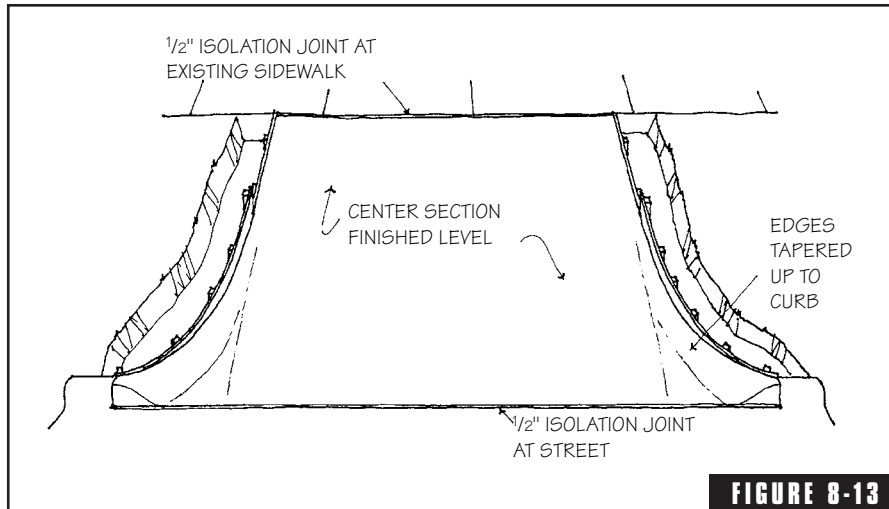 1/2" ISOLATION JOINT AT
EXISTING SIDEWALK
CENTER SECTION
FINISHED LEVEL
EDGES
TAPERED
UP TO
CURB
1/2" ISOLATION JOINT
AT STREET
FIGURE 8-13